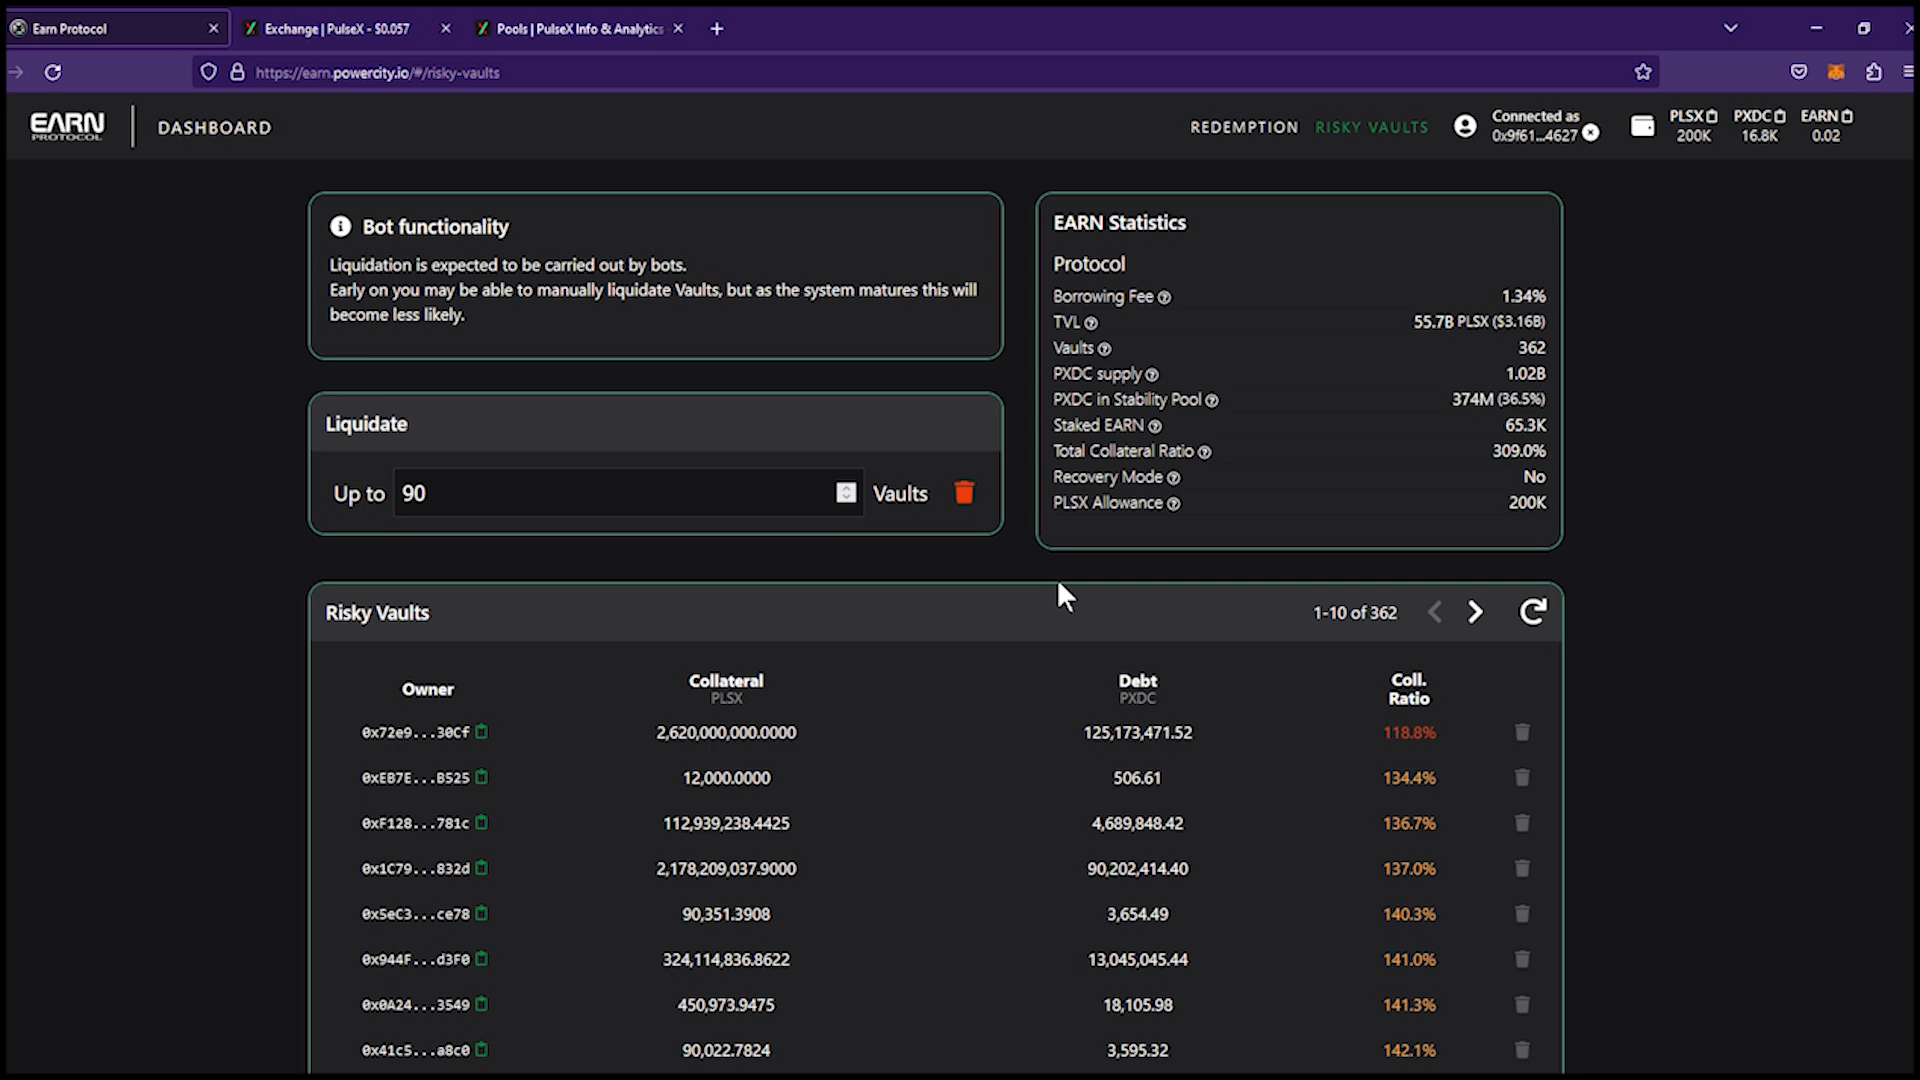 Earn Protocol
Exchange | PulseX - $0.057
Pools | PulseX Info & Analytics
https://earn.powercity.io/#/risky-vaults
EARN PROTOCOL
DASHBOARD
REDEMPTION
RISKY VAULTS
Connected as
0x9f61...4627
PLSX
200K
PXDC
16.8K
EARN
0.02
Bot functionality
Liquidation is expected to be carried out by bots.
Early on you may be able to manually liquidate Vaults, but as the system matures this will
become less likely.
Liquidate
Up to 90 Vaults
EARN Statistics
Protocol
Borrowing Fee 1.34%
TVL 55.7B PLSX ($3.16B)
Vaults 362
PXDC supply 1.02B
PXDC in Stability Pool 374M (36.5%)
Staked EARN 65.3K
Total Collateral Ratio 309.0%
Recovery Mode No
PLSX Allowance 200K
Risky Vaults
1-10 of 362
Owner Collateral PLSX Debt PXDC Coll. Ratio
0x72e9...30Cf 2,620,000,000.0000 125,173,471.52 118.8%
0xEB7E...B525 12,000.0000 506.61 134.4%
0xF128...781c 112,939,238.4425 4,689,848.42 136.7%
0x1C79...832d 2,178,209,037.9000 90,202,414.40 137.0%
0x5eC3...ce78 90,351.3908 3,654.49 140.3%
0x944F...d3F0 324,114,836.8622 13,045,045.44 141.0%
0x0A24...3549 450,973.9475 18,105.98 141.3%
0x41c5...a8c0 90,022.7824 3,595.32 142.1%